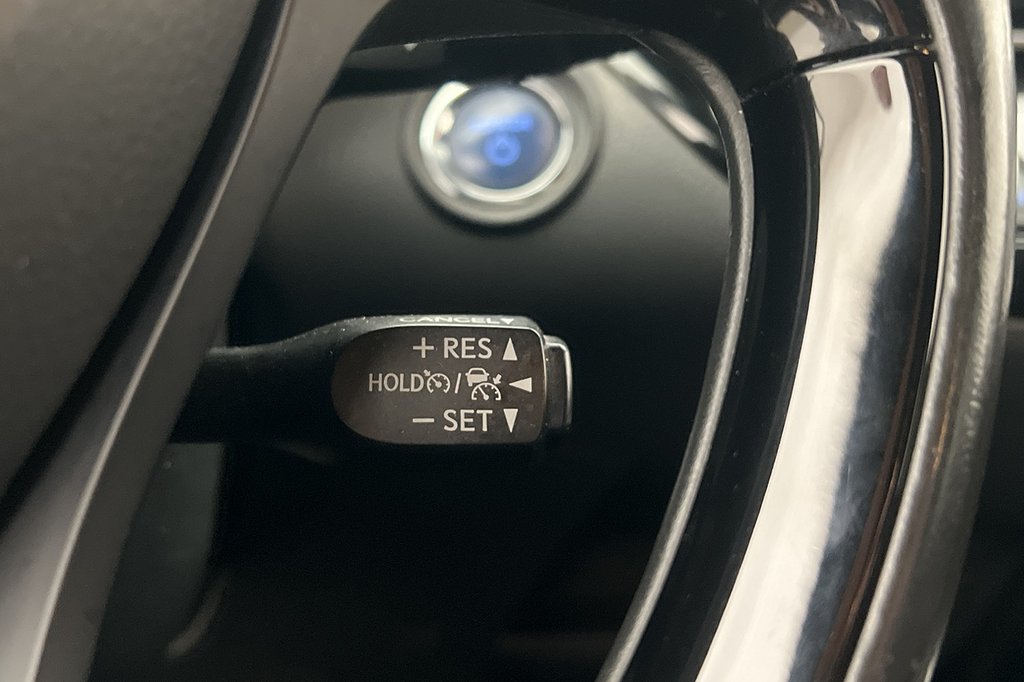 CANCEL▼
+ RES ▲
HOLD / ◄
− SET ▼